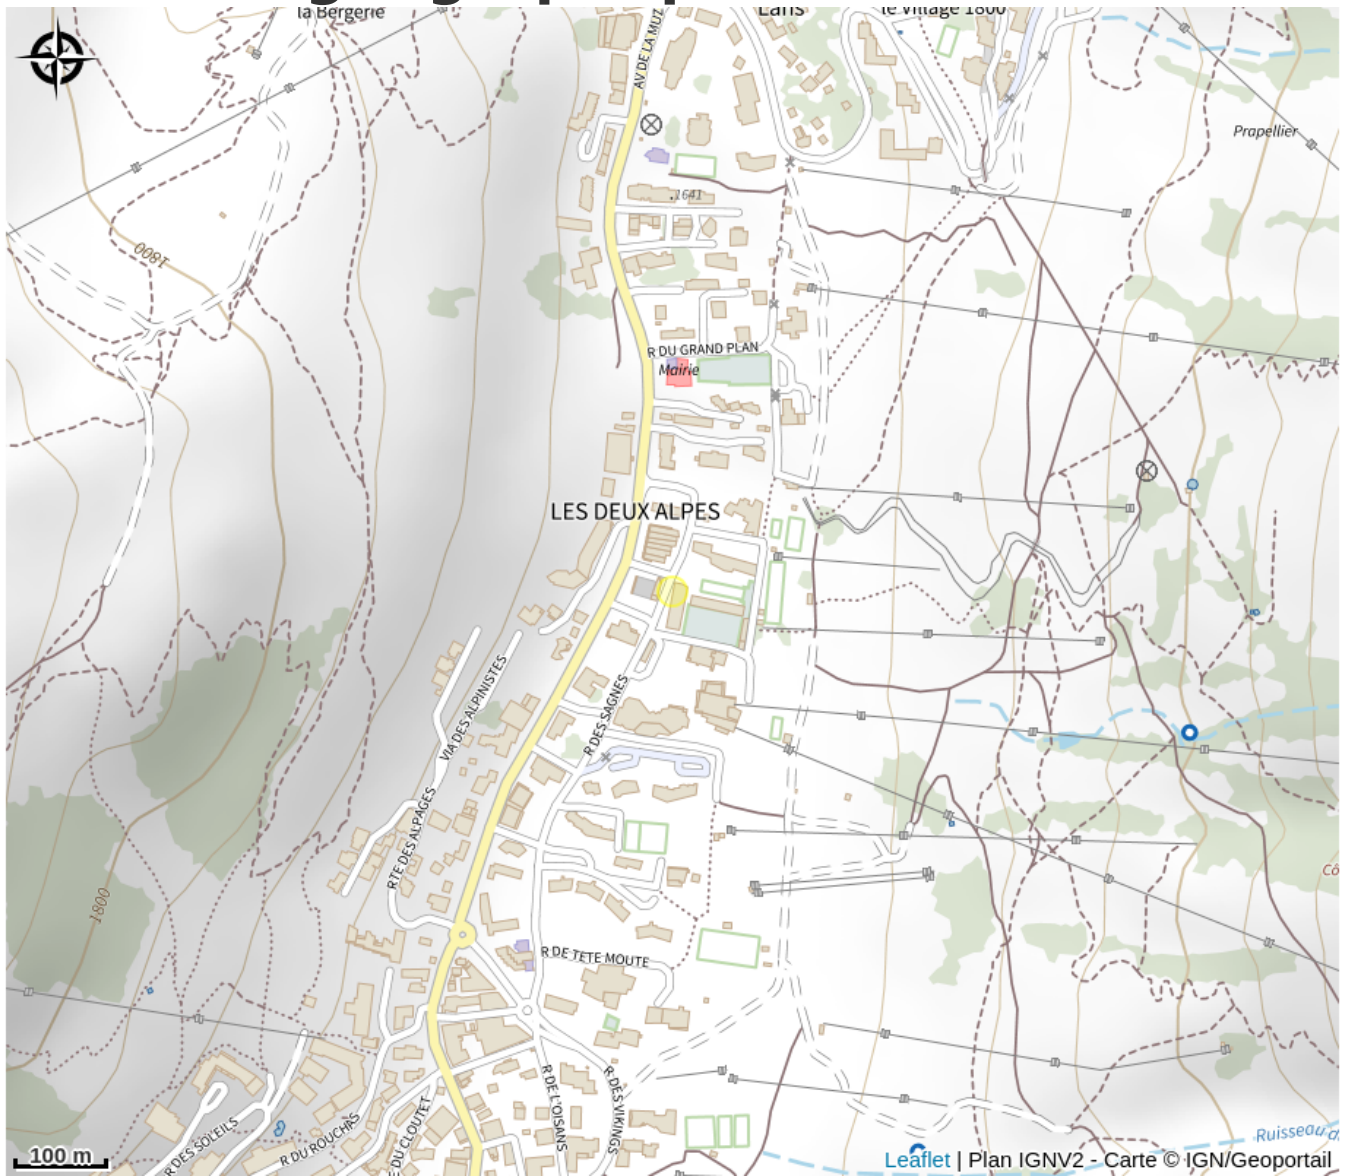 la Bergerie
AV DE LA MUZ
Lans
le Village 1800
Prapellier
1641
1800
R DU GRAND PLAN
Mairie
LES DEUX ALPES
VIA DES ALPINISTES
R DES SAGNES
RTE DES ALPAGES
1800
Cô
R DE TETE MOUTE
R DES SOLEILS
R DU ROUCHAS
E DU CLOUTET
R DE L'OISANS
R DES VIKINGS
Ruisseau d
100 m
Leaflet | Plan IGNV2 - Carte © IGN/Geoportail